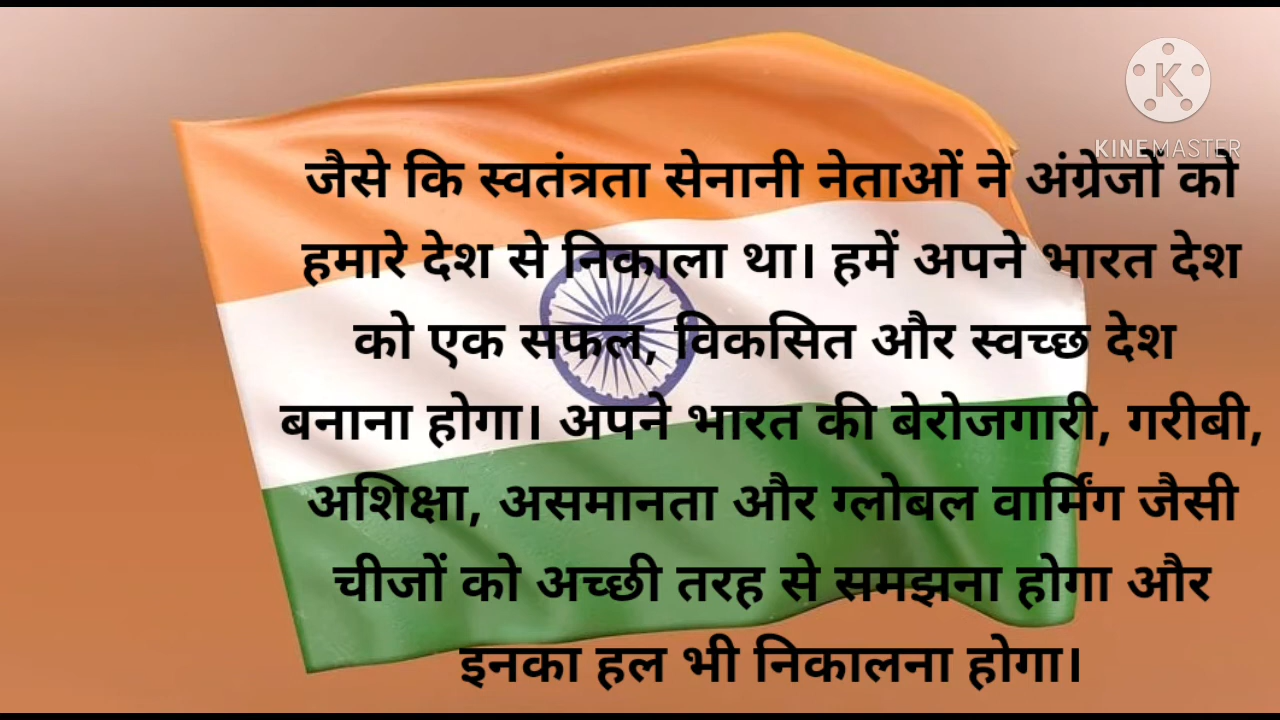 KINEMASTER
जैसे कि स्वतंत्रता सेनानी नेताओं ने अंग्रेजों को
हमारे देश से निकाला था। हमें अपने भारत देश
को एक सफल, विकसित और स्वच्छ देश
बनाना होगा। अपने भारत की बेरोजगारी, गरीबी,
अशिक्षा, असमानता और ग्लोबल वार्मिंग जैसी
चीजों को अच्छी तरह से समझना होगा और
इनका हल भी निकालना होगा।